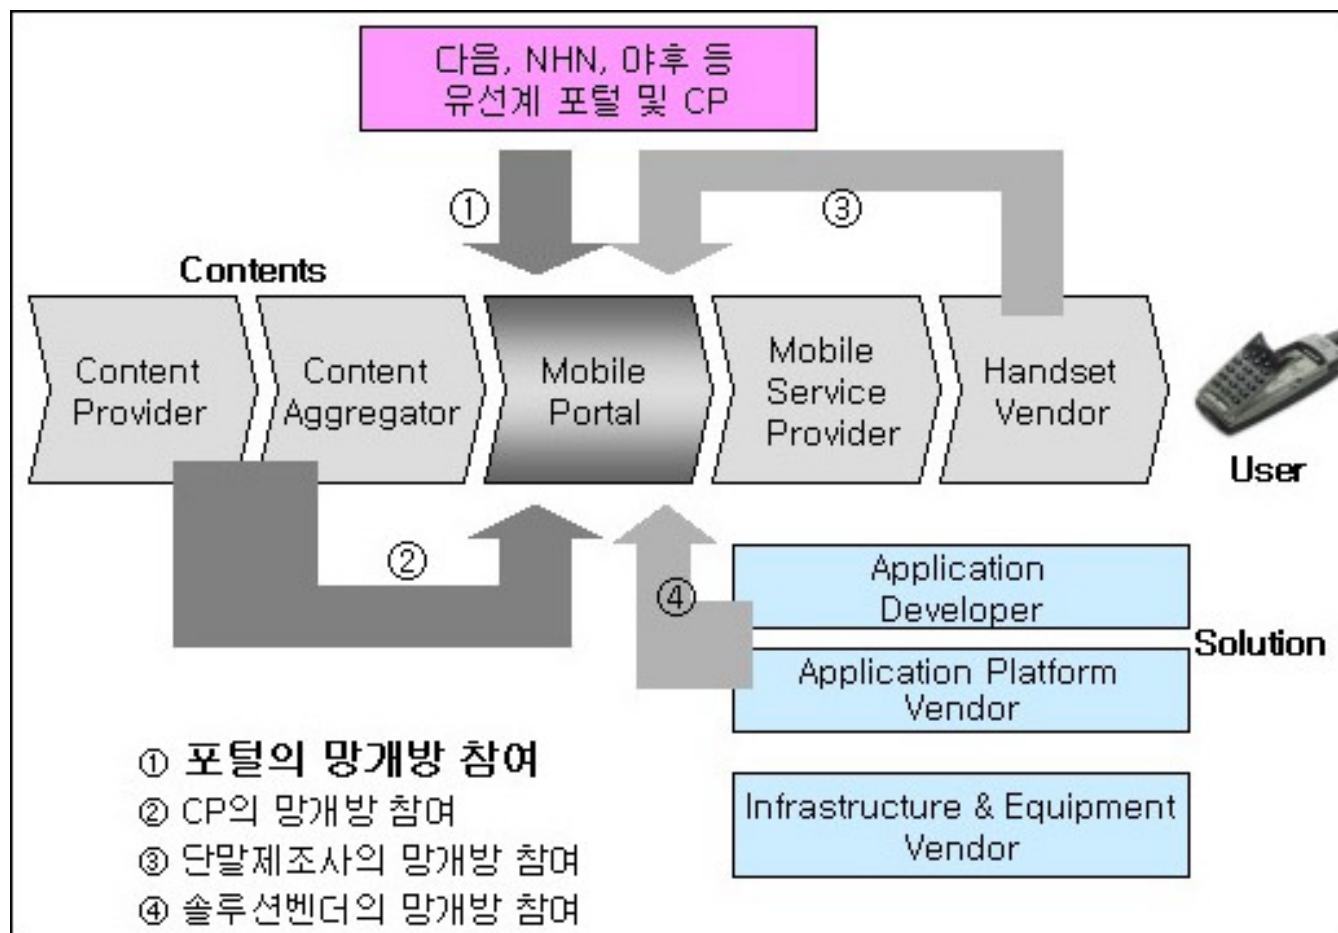 다음, NHN, 야후 등
유선계 포털 및 CP
①
③
Contents
Content
Provider
Content
Aggregator
Mobile
Portal
Mobile
Service
Provider
Handset
Vendor
User
②
④
Application
Developer
Solution
Application Platform
Vendor
Infrastructure & Equipment
Vendor
① 포털의 망개방 참여
② CP의 망개방 참여
③ 단말제조사의 망개방 참여
④ 솔루션벤더의 망개방 참여